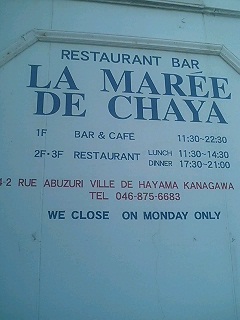 RESTAURANT BAR
LA MARÉE
DE CHAYA
1F BAR & CAFÉ 11:30~22:30
2F·3F RESTAURANT LUNCH 11:30~14:30
DINNER 17:30~21:00
4-2 RUE ABUZURI VILLE DE HAYAMA KANAGAWA
TEL 046-875-6683
WE CLOSE ON MONDAY ONLY